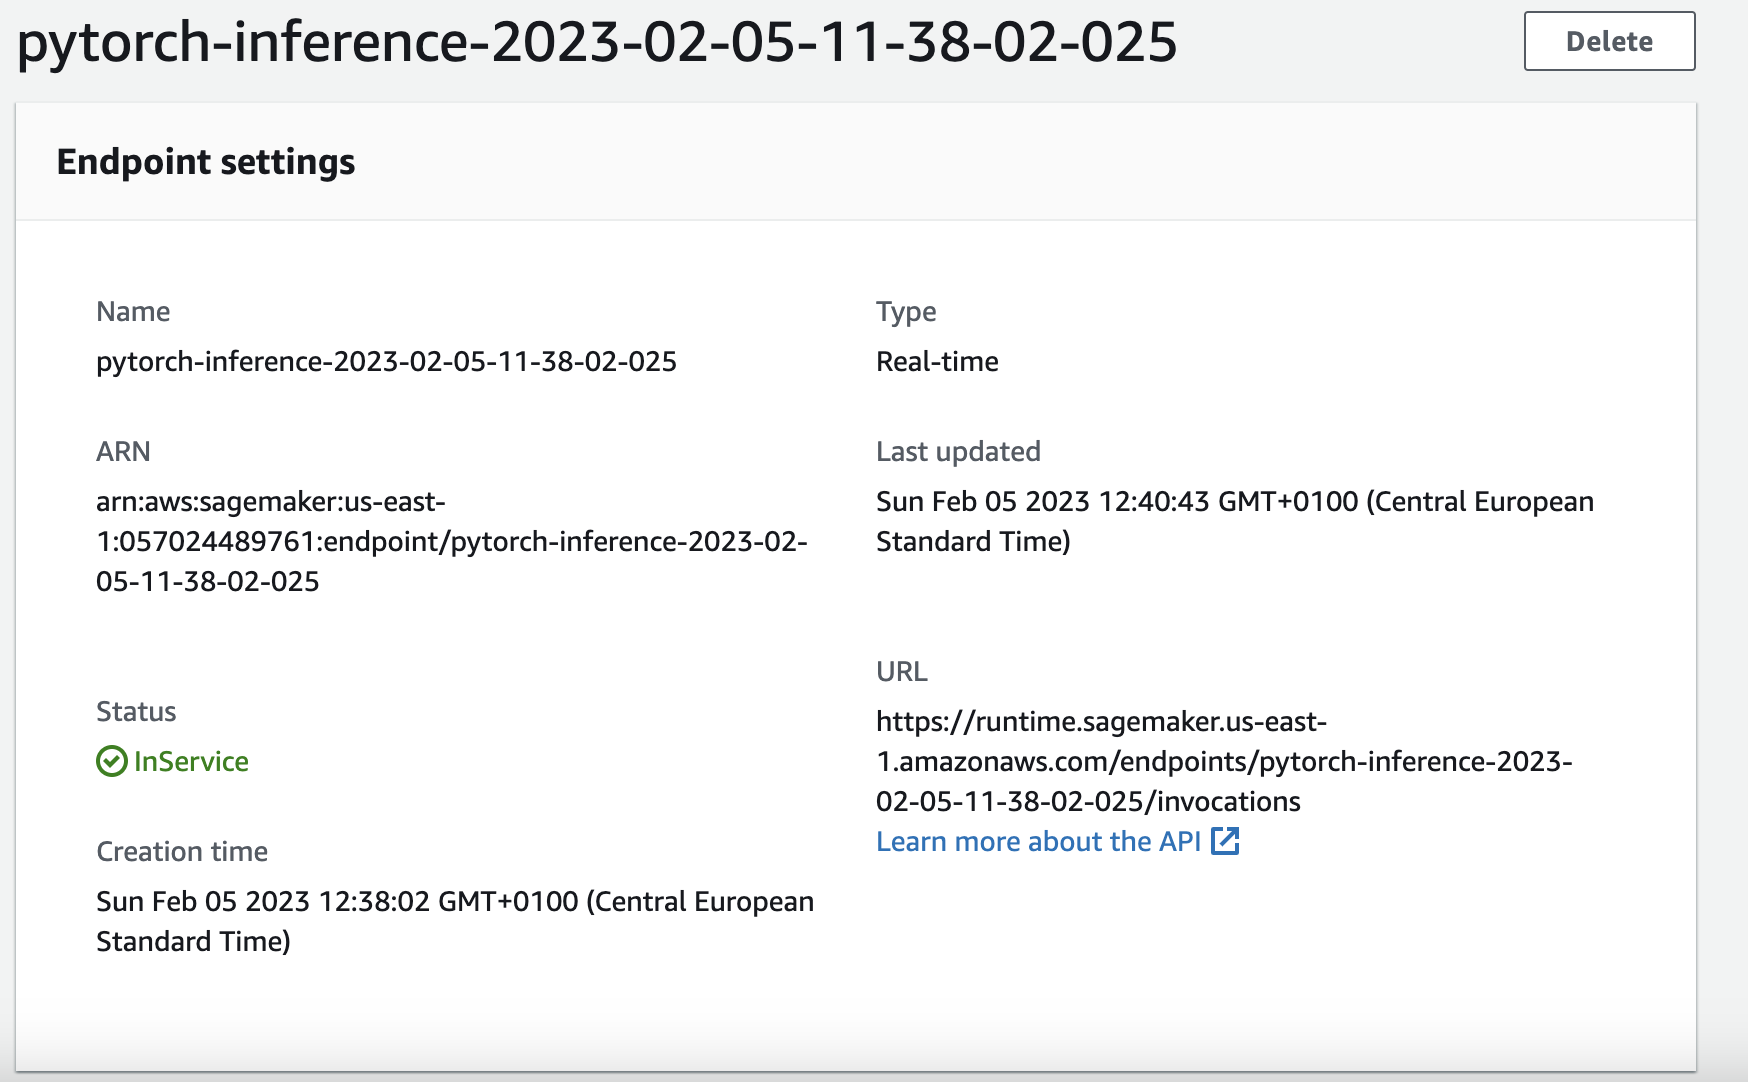 pytorch-inference-2023-02-05-11-38-02-025
Delete
Endpoint settings
Name
pytorch-inference-2023-02-05-11-38-02-025
Type
Real-time
ARN
arn:aws:sagemaker:us-east-
1:057024489761:endpoint/pytorch-inference-2023-02-
05-11-38-02-025
Last updated
Sun Feb 05 2023 12:40:43 GMT+0100 (Central European
Standard Time)
Status
InService
URL
https://runtime.sagemaker.us-east-
1.amazonaws.com/endpoints/pytorch-inference-2023-
02-05-11-38-02-025/invocations
Learn more about the API
Creation time
Sun Feb 05 2023 12:38:02 GMT+0100 (Central European
Standard Time)